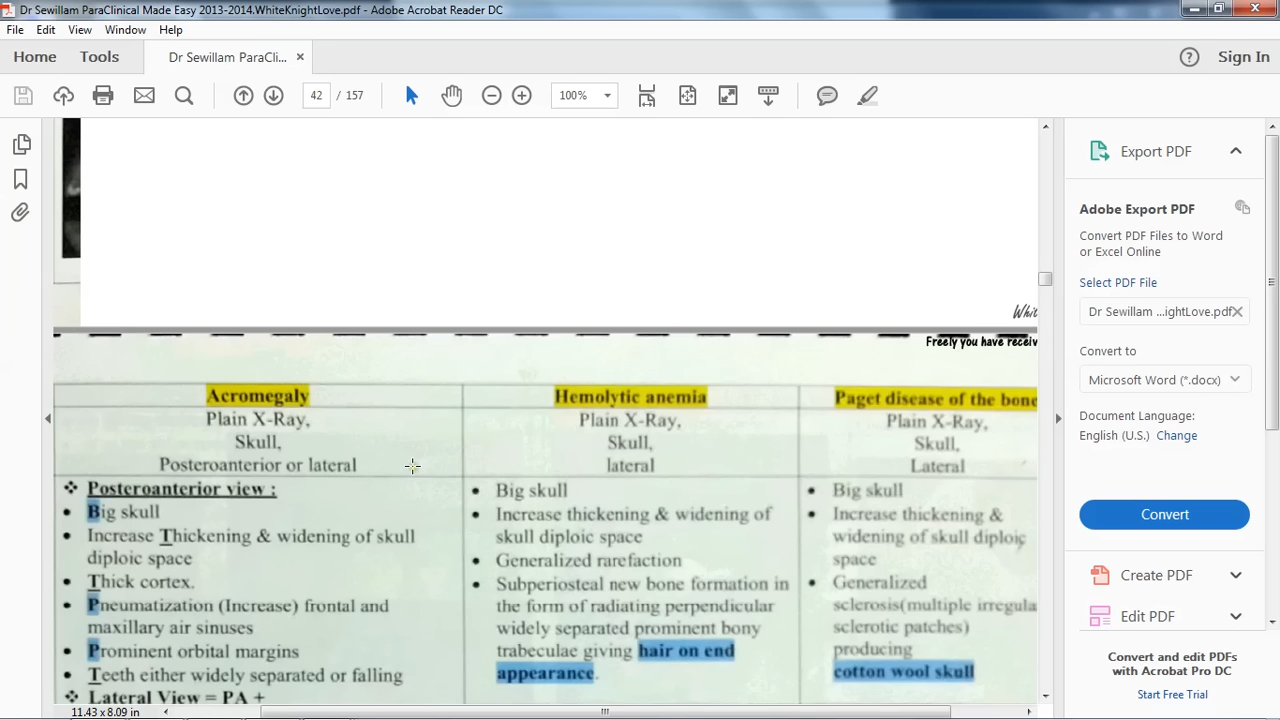 Dr Sewillam ParaClinical Made Easy 2013-2014.WhiteKnightLove.pdf - Adobe Acrobat Reader DC
File Edit View Window Help
Home Tools Dr Sewillam ParaCli... Sign In
42 / 157 100%
Export PDF
Adobe Export PDF
Convert PDF Files to Word
or Excel Online
Select PDF File
Dr Sewillam ...ightLove.pdf
Convert to
Microsoft Word (*.docx)
Document Language:
English (U.S.) Change
Convert
Create PDF
Edit PDF
Convert and edit PDFs
with Acrobat Pro DC
Start Free Trial
Whi
Freely you have receiv
Acromegaly
Plain X-Ray,
Skull,
Posteroanterior or lateral
❖ Posteroanterior view :
• Big skull
• Increase Thickening & widening of skull
diploic space
• Thick cortex.
• Pneumatization (Increase) frontal and
maxillary air sinuses
• Prominent orbital margins
• Teeth either widely separated or falling
❖ Lateral View = PA +
Hemolytic anemia
Plain X-Ray,
Skull,
lateral
• Big skull
• Increase thickening & widening of
skull diploic space
• Generalized rarefaction
• Subperiosteal new bone formation in
the form of radiating perpendicular
widely separated prominent bony
trabeculae giving hair on end
appearance.
Paget disease of the bone
Plain X-Ray,
Skull,
Lateral
• Big skull
• Increase thickening &
widening of skull diploic
space
• Generalized
sclerosis(multiple irregula
sclerotic patches)
producing
cotton wool skull
11.43 x 8.09 in